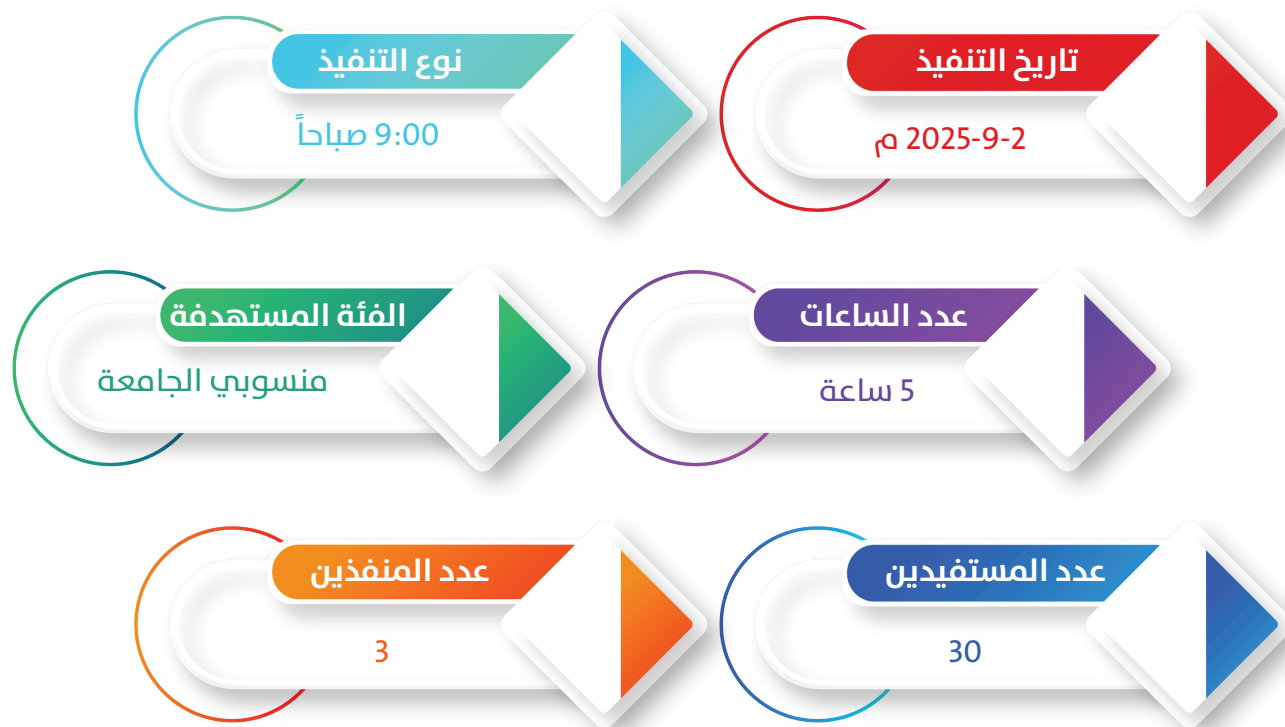 تاريخ التنفيذ
2025-9-2 م
نوع التنفيذ
9:00 صباحاً
عدد الساعات
5 ساعة
الفئة المستهدفة
منسوبي الجامعة
عدد المستفيدين
30
عدد المنفذين
3